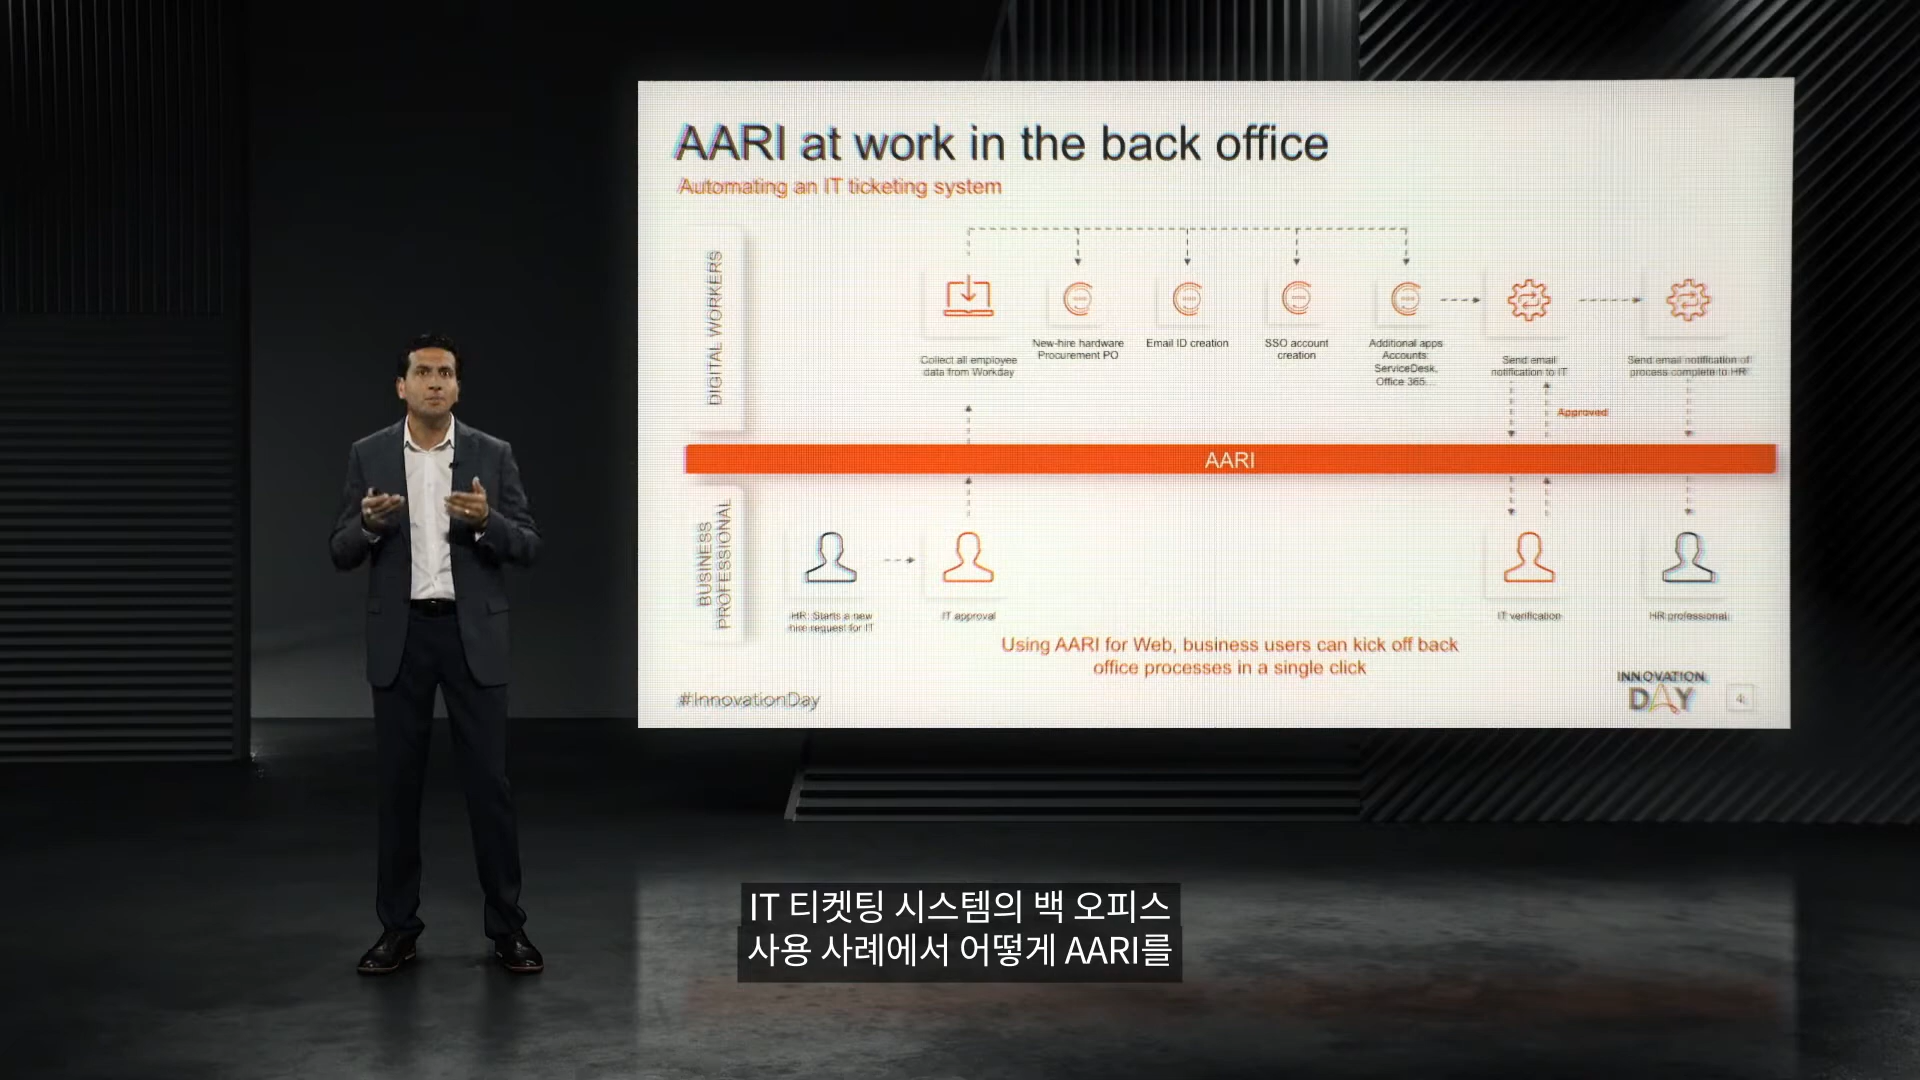 AARI at work in the back office
Automating an IT ticketing system
DIGITAL WORKERS
Collect all employee
data from Workday
New-hire hardware
Procurement PO
Email ID creation
SSO account
creation
Additional apps
Accounts:
ServiceDesk,
Office 365...
Send email
notification to IT
Send email notification of
process complete to HR
Approved
AARI
BUSINESS
PROFESSIONAL
HR: Starts a new
hire request for IT
IT approval
IT verification
HR professional
Using AARI for Web, business users can kick off back
office processes in a single click
#InnovationDay
INNOVATION
DAY
4
IT 티켓팅 시스템의 백 오피스
사용 사례에서 어떻게 AARI를